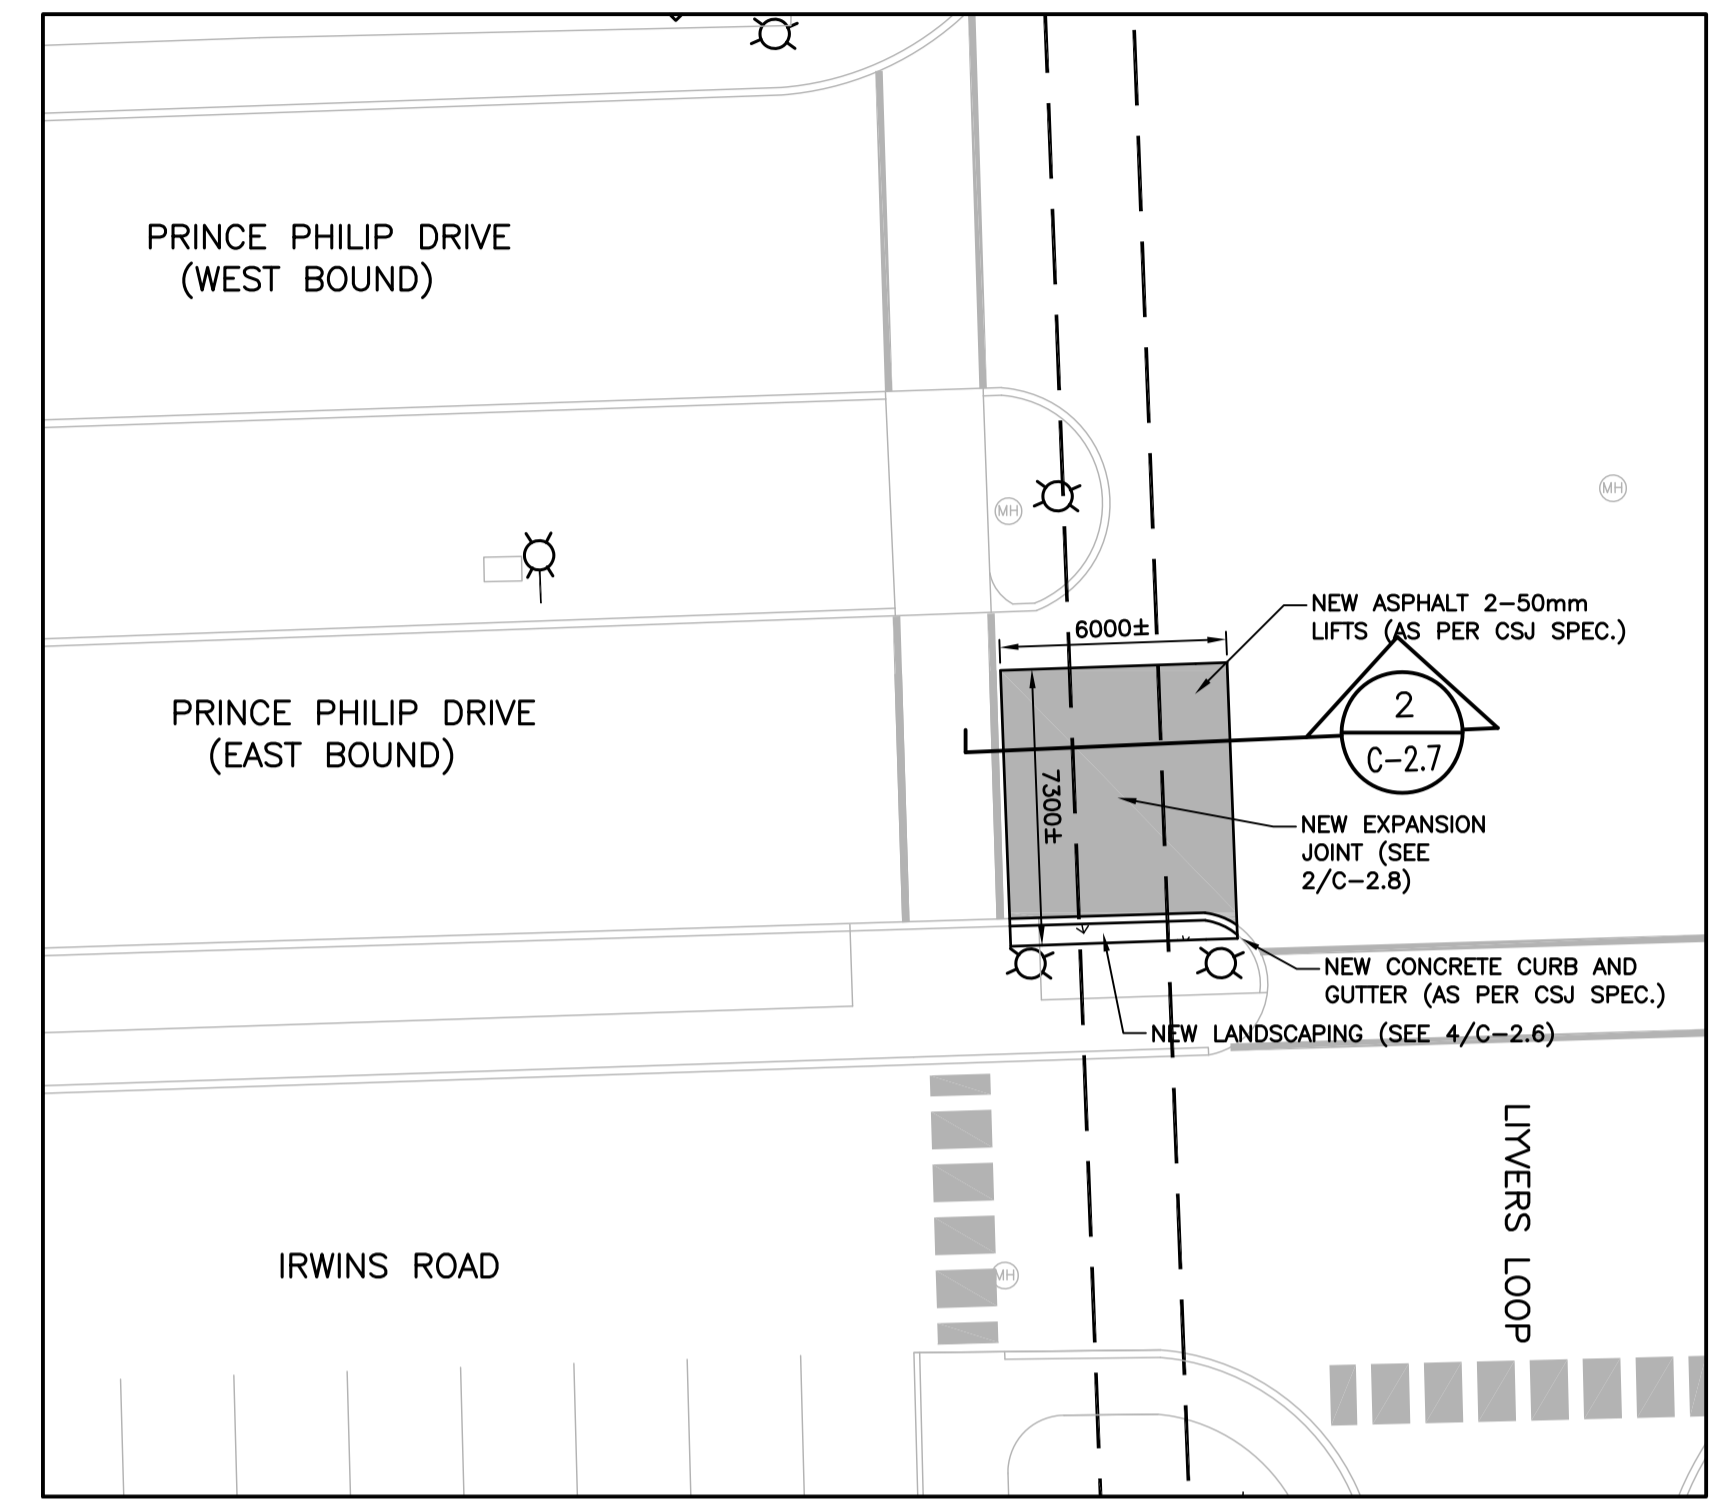 PRINCE PHILIP DRIVE
(WEST BOUND)
MH
MH
NEW ASPHALT 2-50mm
LIFTS (AS PER CSJ SPEC.)
6000±
PRINCE PHILIP DRIVE
(EAST BOUND)
2
C-2.7
7300±
NEW EXPANSION
JOINT (SEE
2/C-2.8)
NEW CONCRETE CURB AND
GUTTER (AS PER CSJ SPEC.)
NEW LANDSCAPING (SEE 4/C-2.6)
LIYVERS LOOP
IRWINS ROAD
MH